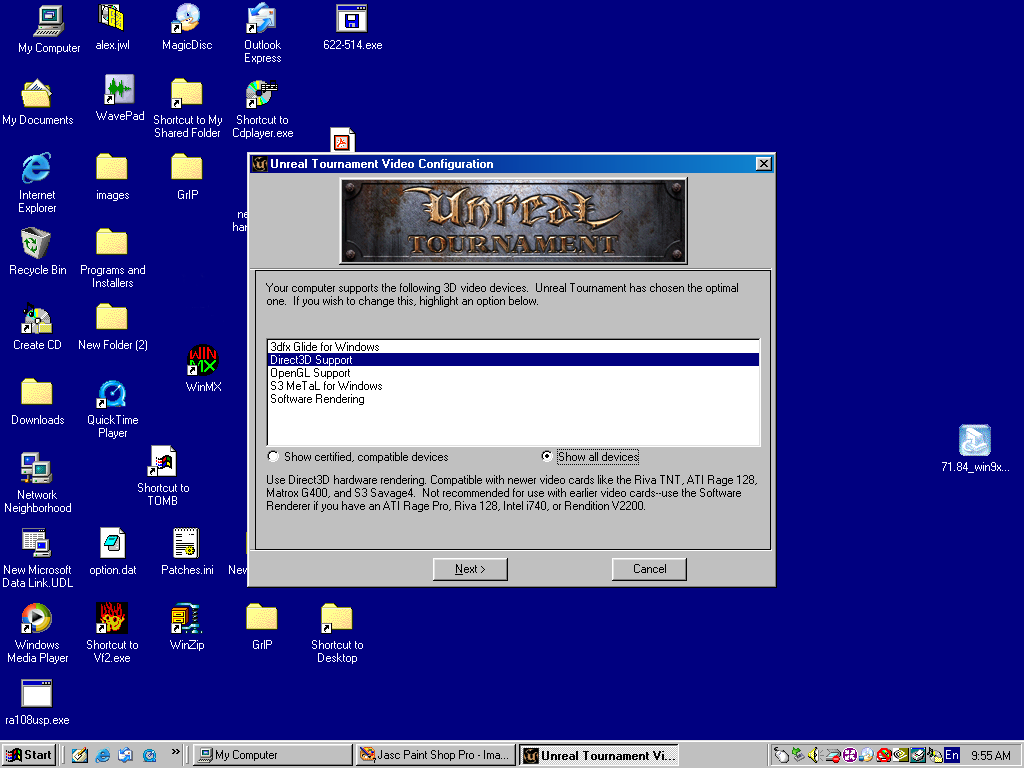 My Computer
alex.jwl
MagicDisc
Outlook
Express
622-514.exe
My Documents
WavePad
Shortcut to My
Shared Folder
Shortcut to
Cdplayer.exe
Internet
Explorer
images
GrIP
ne
har
Recycle Bin
Programs and
Installers
Create CD
New Folder (2)
WIN
MX
WinMX
Downloads
QuickTime
Player
Network
Neighborhood
Shortcut to
TOMB
New Microsoft
Data Link.UDL
option.dat
Patches.ini
New
Windows
Media Player
Shortcut to
Vf2.exe
WinZip
GrIP
Shortcut to
Desktop
ra108usp.exe
71.84_win9x...
Unreal Tournament Video Configuration
UNREAL
TOURNAMENT
Your computer supports the following 3D video devices. Unreal Tournament has chosen the optimal
one. If you wish to change this, highlight an option below.
3dfx Glide for Windows
Direct3D Support
OpenGL Support
S3 MeTaL for Windows
Software Rendering
Show certified, compatible devices
Show all devices
Use Direct3D hardware rendering. Compatible with newer video cards like the Riva TNT, ATI Rage 128,
Matrox G400, and S3 Savage4. Not recommended for use with earlier video cards--use the Software
Renderer if you have an ATI Rage Pro, Riva 128, Intel i740, or Rendition V2200.
Next >
Cancel
Start
»
My Computer
Jasc Paint Shop Pro - Ima...
Unreal Tournament Vi...
En
9:55 AM